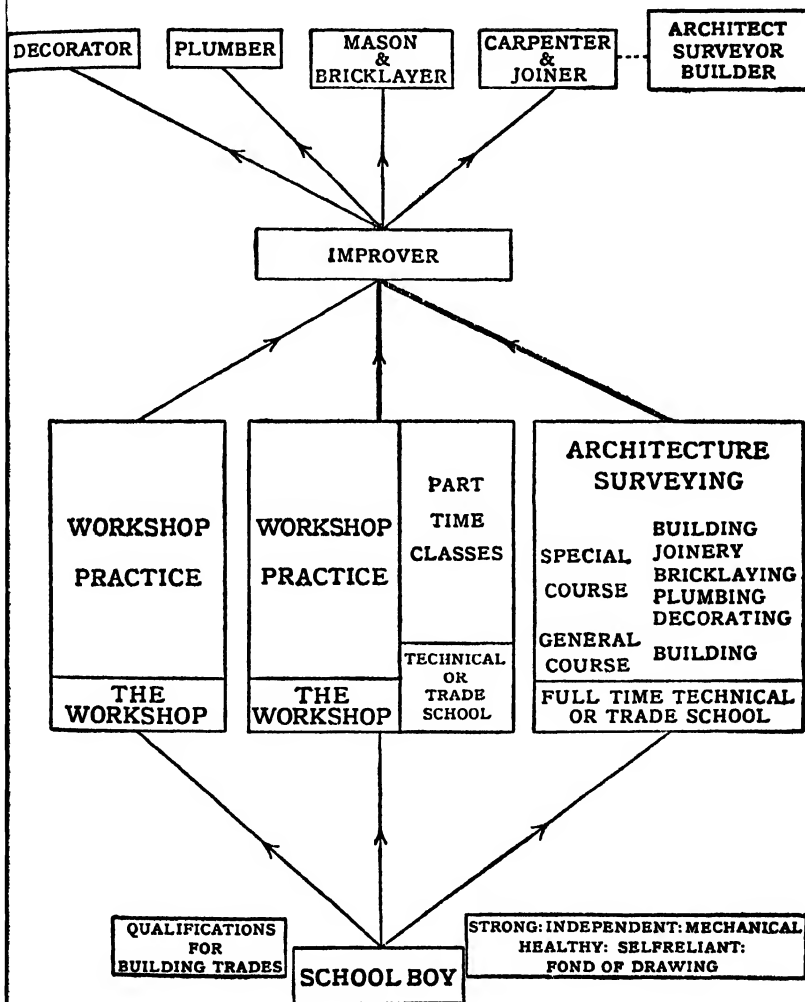 DECORATOR
PLUMBER
MASON
&
BRICKLAYER
CARPENTER
&
JOINER
ARCHITECT
SURVEYOR
BUILDER
IMPROVER
WORKSHOP
PRACTICE
THE
WORKSHOP
WORKSHOP
PRACTICE
THE
WORKSHOP
PART
TIME
CLASSES
TECHNICAL
OR
TRADE
SCHOOL
ARCHITECTURE
SURVEYING
SPECIAL
COURSE
BUILDING
JOINERY
BRICKLAYING
PLUMBING
DECORATING
GENERAL
COURSE
BUILDING
FULL TIME TECHNICAL
OR TRADE SCHOOL
QUALIFICATIONS
FOR
BUILDING TRADES
SCHOOL BOY
STRONG: INDEPENDENT: MECHANICAL
HEALTHY: SELFRELIANT:
FOND OF DRAWING